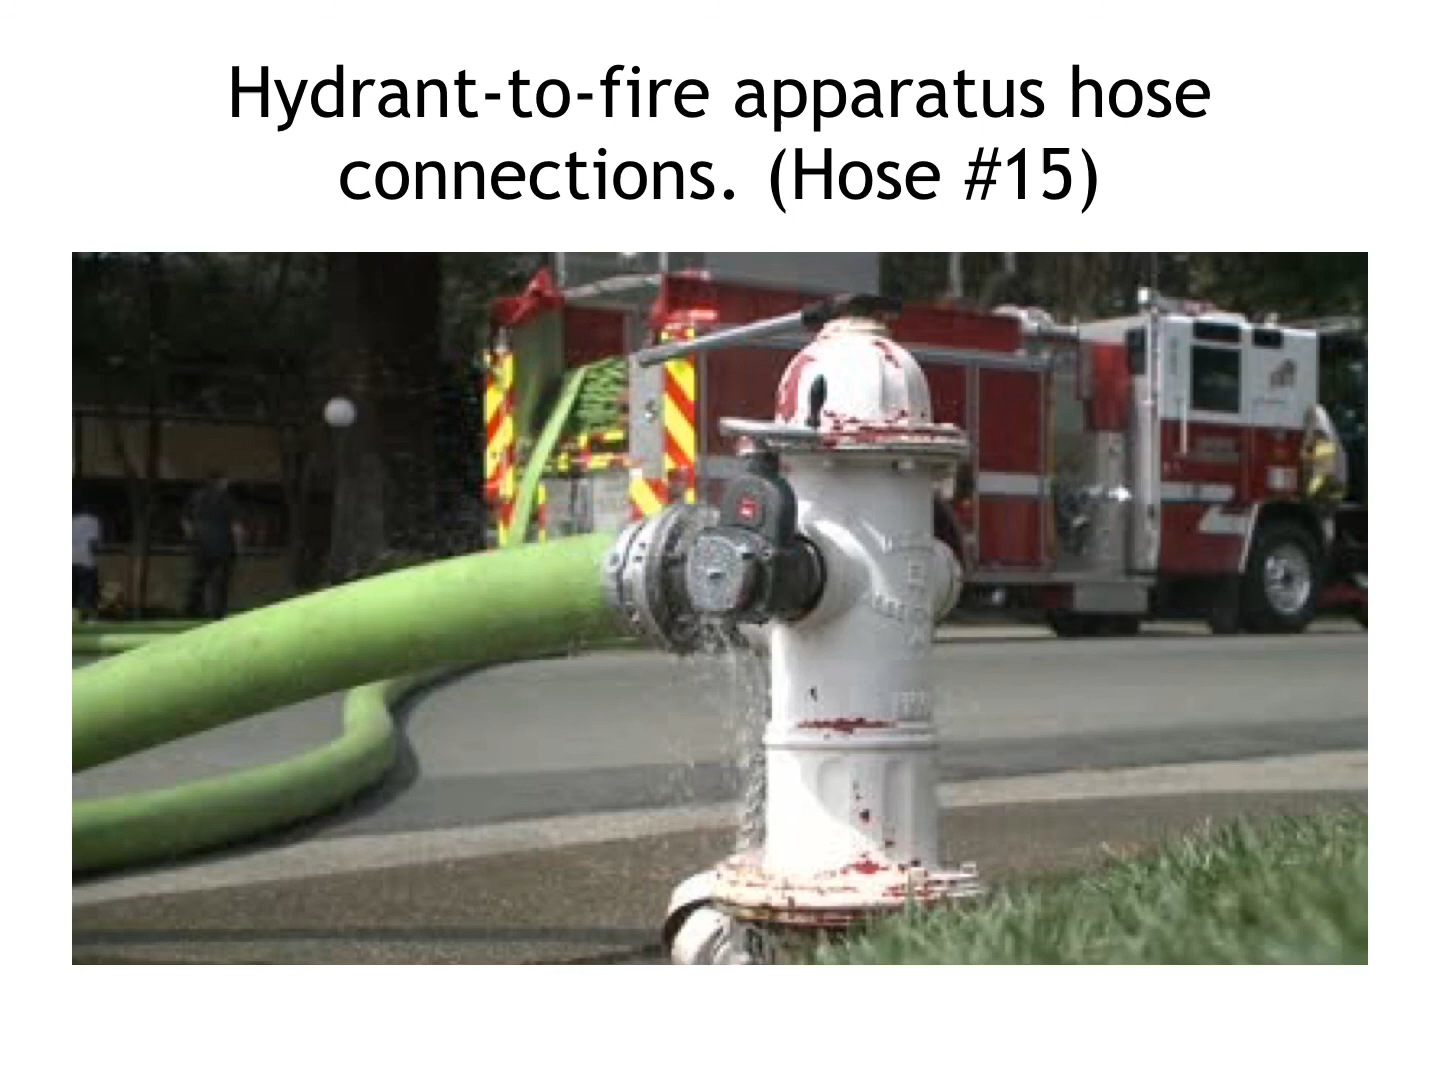 Hydrant-to-fire apparatus hose
connections. (Hose #15)